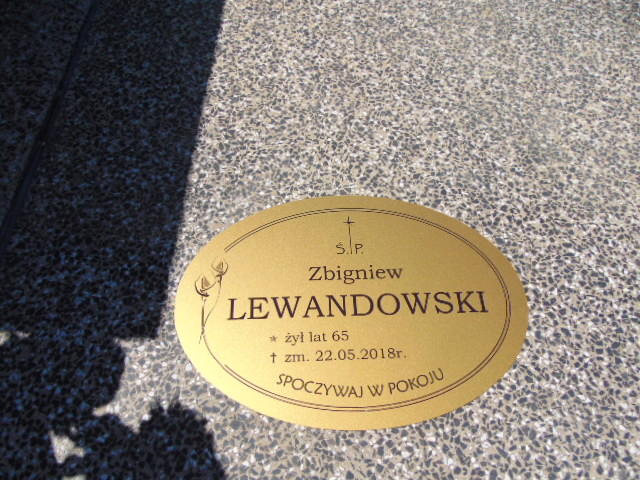 Ś. P.
Zbigniew
LEWANDOWSKI
* żył lat 65
† zm. 22.05.2018r.
SPOCZYWAJ W POKOJU